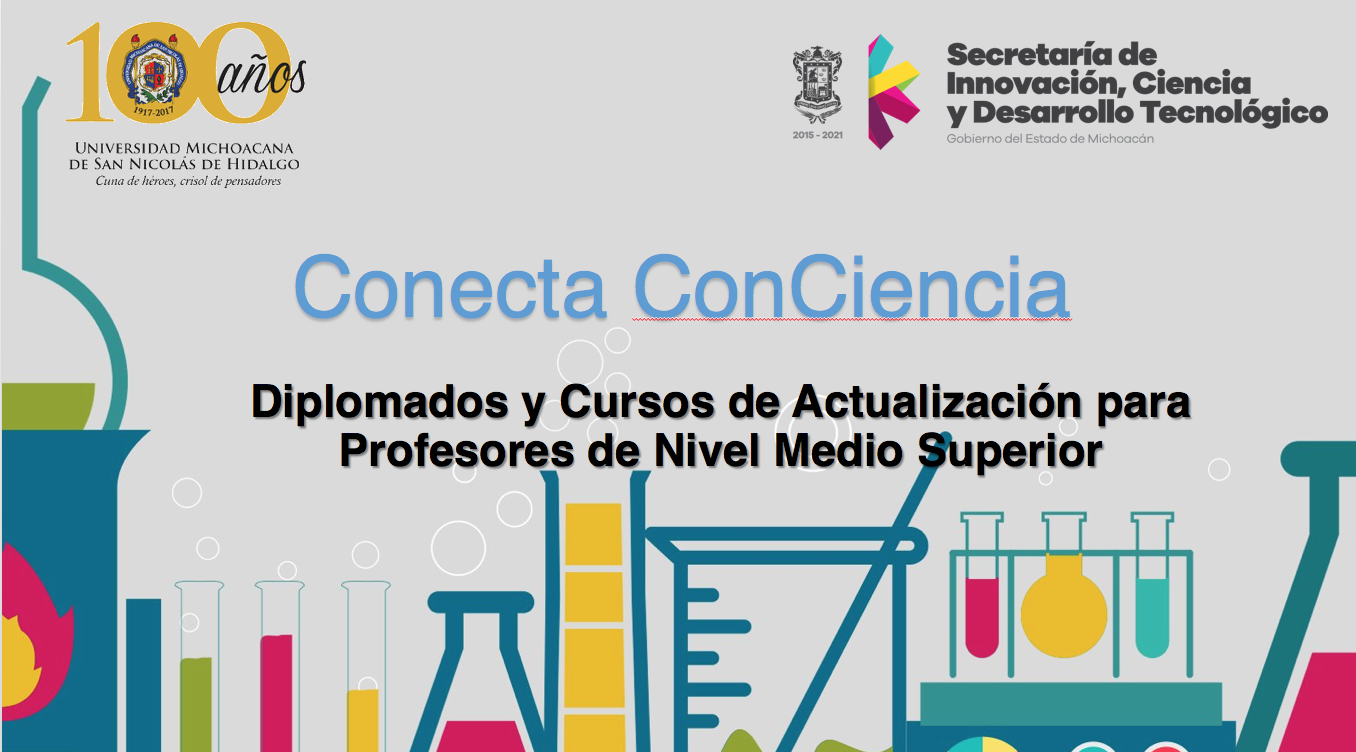 100 años
1917-2017
UNIVERSIDAD MICHOACANA
DE SAN NICOLÁS DE HIDALGO
Cuna de héroes, crisol de pensadores
2015 - 2021
Secretaría de
Innovación, Ciencia
y Desarrollo Tecnológico
Gobierno del Estado de Michoacán
Conecta ConCiencia
Diplomados y Cursos de Actualización para
Profesores de Nivel Medio Superior